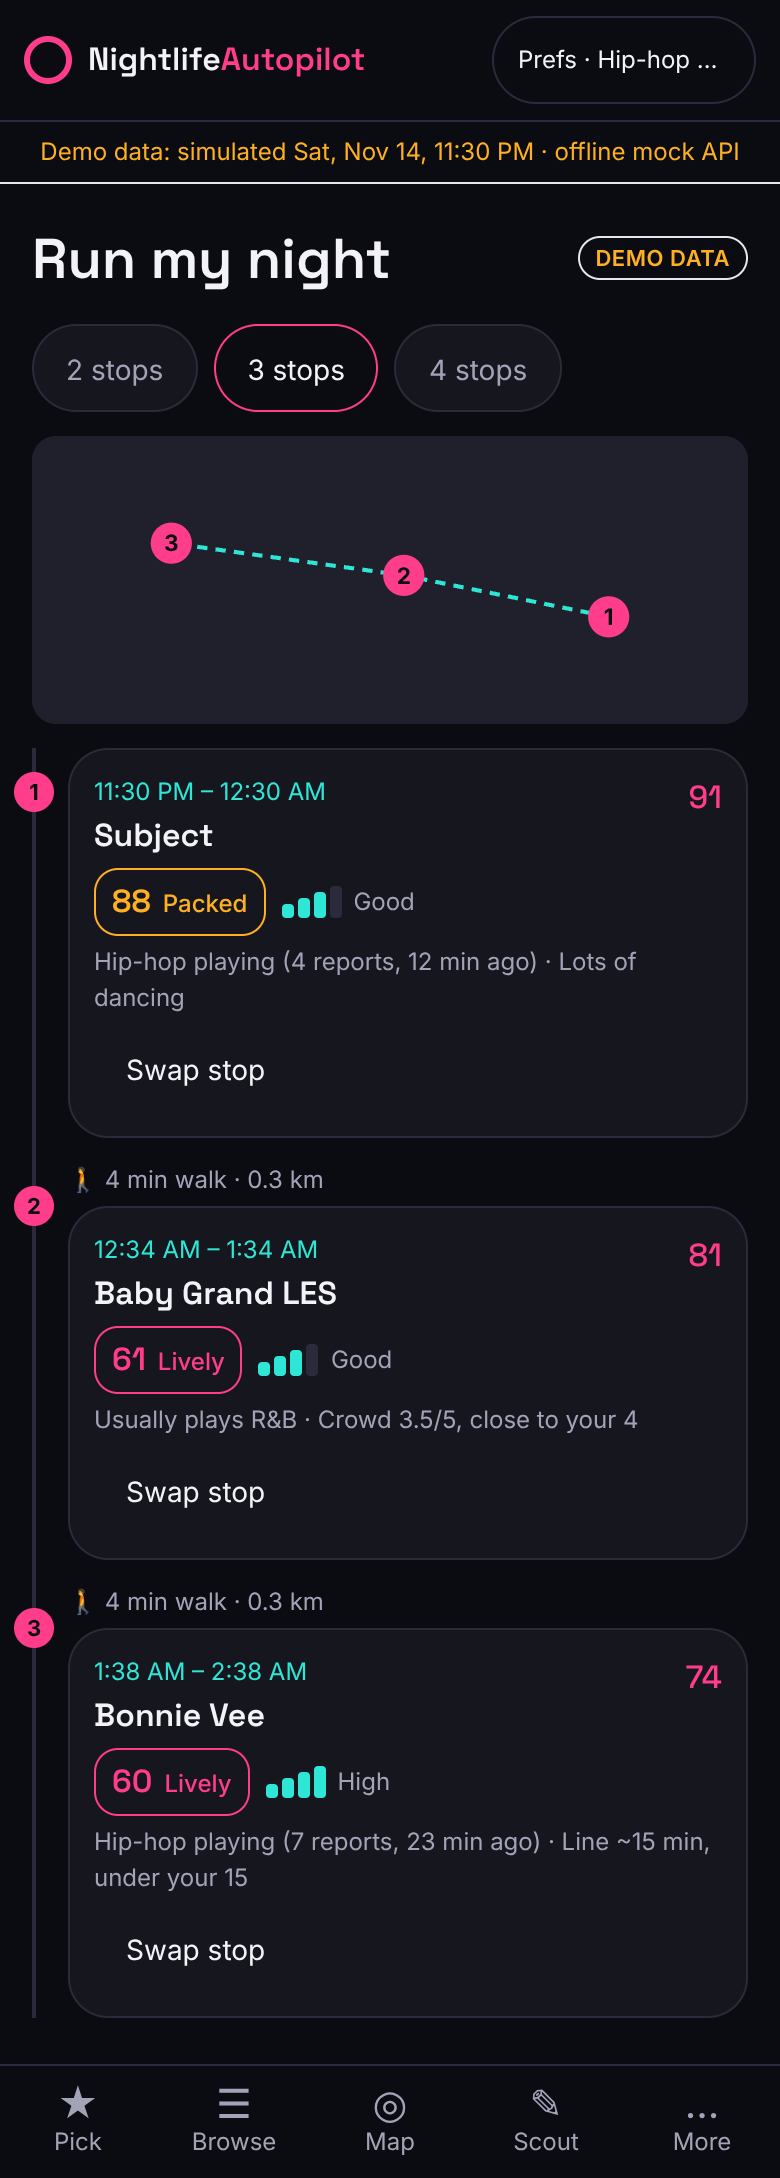 NightlifeAutopilot
Prefs · Hip-hop ...
Demo data: simulated Sat, Nov 14, 11:30 PM · offline mock API
Run my night
DEMO DATA
2 stops
3 stops
4 stops
3
2
1
1
11:30 PM – 12:30 AM
91
Subject
88 Packed
Good
Hip-hop playing (4 reports, 12 min ago) · Lots of
dancing
Swap stop
4 min walk · 0.3 km
2
12:34 AM – 1:34 AM
81
Baby Grand LES
61 Lively
Good
Usually plays R&B · Crowd 3.5/5, close to your 4
Swap stop
4 min walk · 0.3 km
3
1:38 AM – 2:38 AM
74
Bonnie Vee
60 Lively
High
Hip-hop playing (7 reports, 23 min ago) · Line ~15 min,
under your 15
Swap stop
Pick
Browse
Map
Scout
More